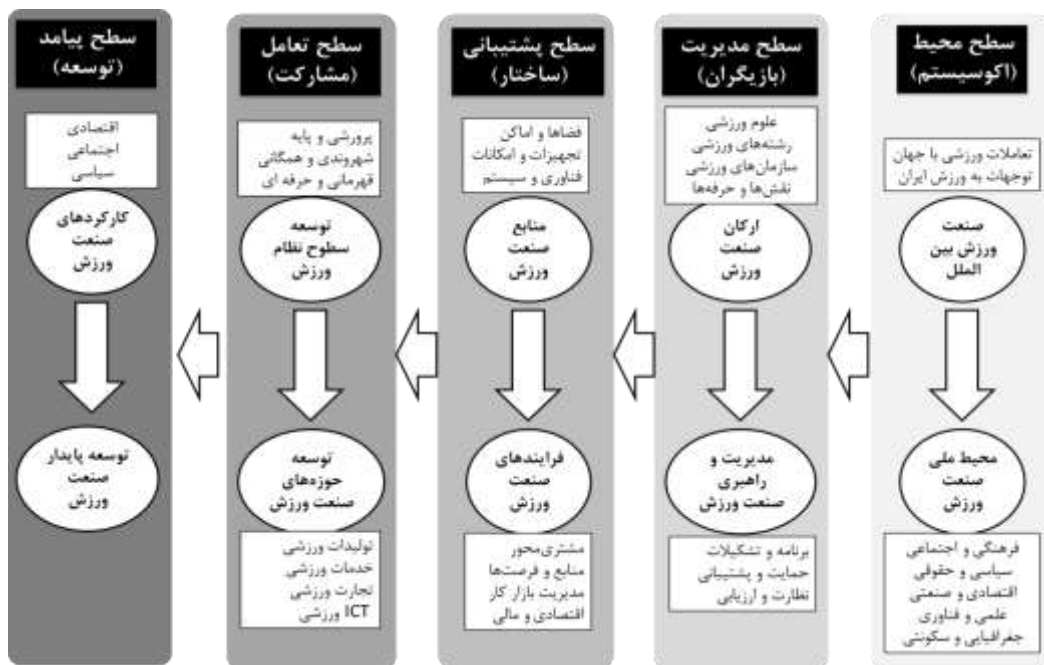 سطح محیط
(اکوسیستم)
تعاملات ورزشی با جهان
توجهات به ورزش ایران
صنعت
ورزش بین
الملل
محیط ملی
صنعت
ورزش
فرهنگی و اجتماعی
سیاسی و حقوقی
اقتصادی و صنعتی
علمی و فناوری
جغرافیایی و سکونتی
سطح مدیریت
(بازیگران)
علوم ورزشی
رشته‌های ورزشی
سازمان‌های ورزشی
نقش‌ها و حرفه‌ها
ارکان
صنعت
ورزش
مدیریت و
راهبری
صنعت ورزش
برنامه و تشکیلات
حمایت و پشتیبانی
نظارت و ارزیابی
سطح پشتیبانی
(ساختار)
فضاها و اماکن
تجهیزات و امکانات
فناوری و سیستم
منابع
صنعت
ورزش
فرایندهای
صنعت
ورزش
مشتری‌محور
منابع و فرصت‌ها
مدیریت بازار کار
اقتصادی و مالی
سطح تعامل
(مشارکت)
پرورشی و پایه
شهروندی و همگانی
قهرمانی و حرفه ای
توسعه
سطوح نظام
ورزش
توسعه
حوزه‌های
صنعت ورزش
تولیدات ورزشی
خدمات ورزشی
تجارت ورزشی
ICT ورزشی
سطح پیامد
(توسعه)
اقتصادی
اجتماعی
سیاسی
کارکردهای
صنعت
ورزش
توسعه پایدار
صنعت
ورزش